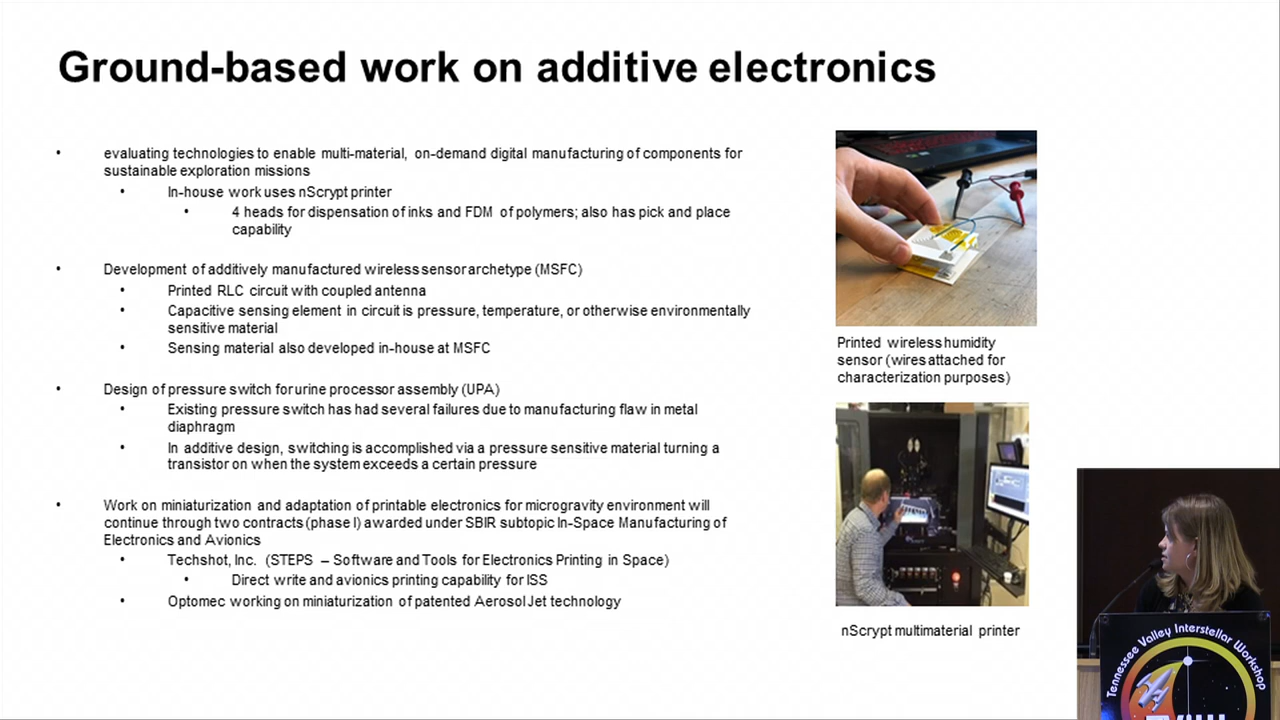 Ground-based work on additive electronics
• evaluating technologies to enable multi-material, on-demand digital manufacturing of components for
sustainable exploration missions
• In-house work uses nScrypt printer
• 4 heads for dispensation of inks and FDM of polymers; also has pick and place
capability
• Development of additively manufactured wireless sensor archetype (MSFC)
• Printed RLC circuit with coupled antenna
• Capacitive sensing element in circuit is pressure, temperature, or otherwise environmentally
sensitive material
• Sensing material also developed in-house at MSFC
• Design of pressure switch for urine processor assembly (UPA)
• Existing pressure switch has had several failures due to manufacturing flaw in metal
diaphragm
• In additive design, switching is accomplished via a pressure sensitive material turning a
transistor on when the system exceeds a certain pressure
• Work on miniaturization and adaptation of printable electronics for microgravity environment will
continue through two contracts (phase I) awarded under SBIR subtopic In-Space Manufacturing of
Electronics and Avionics
• Techshot, Inc. (STEPS – Software and Tools for Electronics Printing in Space)
• Direct write and avionics printing capability for ISS
• Optomec working on miniaturization of patented Aerosol Jet technology
Printed wireless humidity
sensor (wires attached for
characterization purposes)
nScrypt multimaterial printer
Tennessee Valley Interstellar Workshop